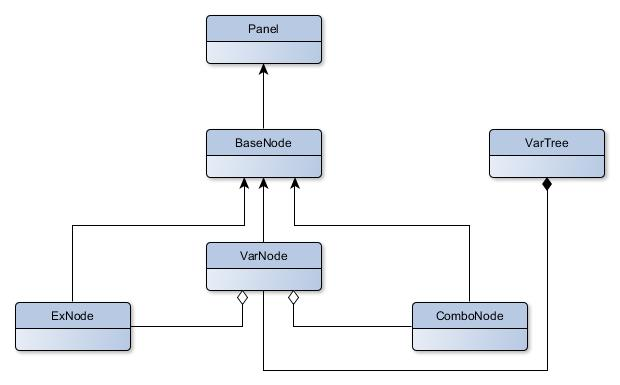 Panel
BaseNode
VarTree
VarNode
ExNode
ComboNode